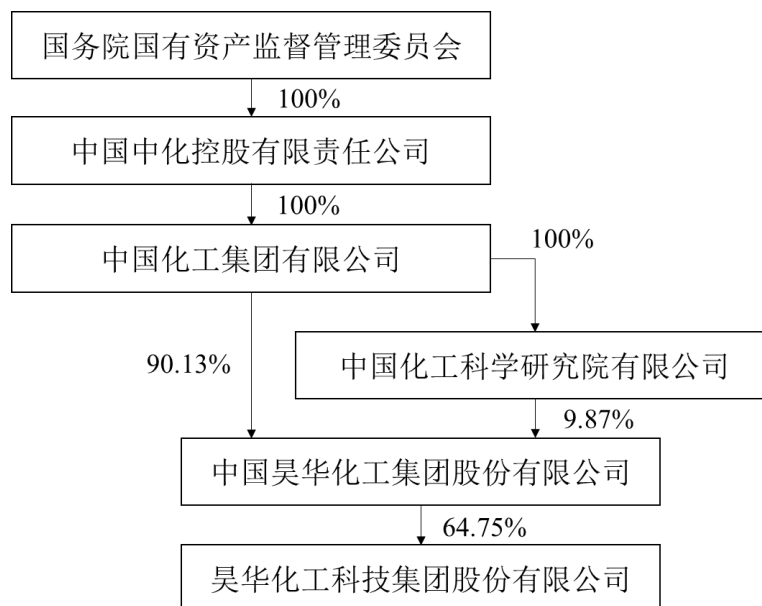 国务院国有资产监督管理委员会
100%
中国中化控股有限责任公司
100%
中国化工集团有限公司
100%
90.13%
中国化工科学研究院有限公司
9.87%
中国昊华化工集团股份有限公司
64.75%
昊华化工科技集团股份有限公司